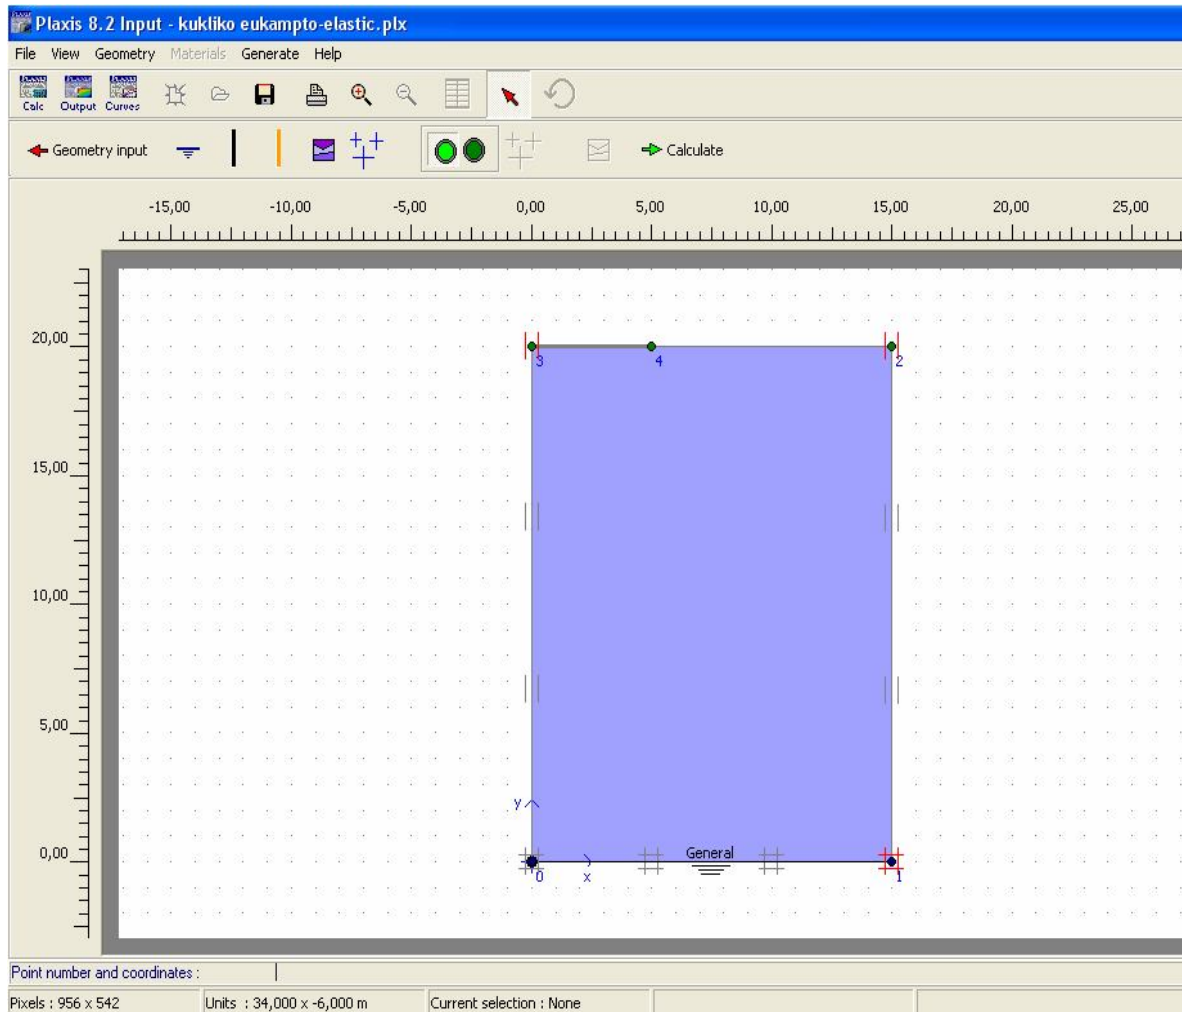 Plaxis 8.2 Input - kukliko eukampto-elastic.plx
File View Geometry Materials Generate Help
Calc Output Curves
Geometry input Calculate
-15,00 -10,00 -5,00 0,00 5,00 10,00 15,00 20,00 25,00
20,00
3 4 2
15,00
10,00
5,00
y
0,00
General
0 x 1
Point number and coordinates :
Pixels : 956 x 542 Units : 34,000 x -6,000 m Current selection : None